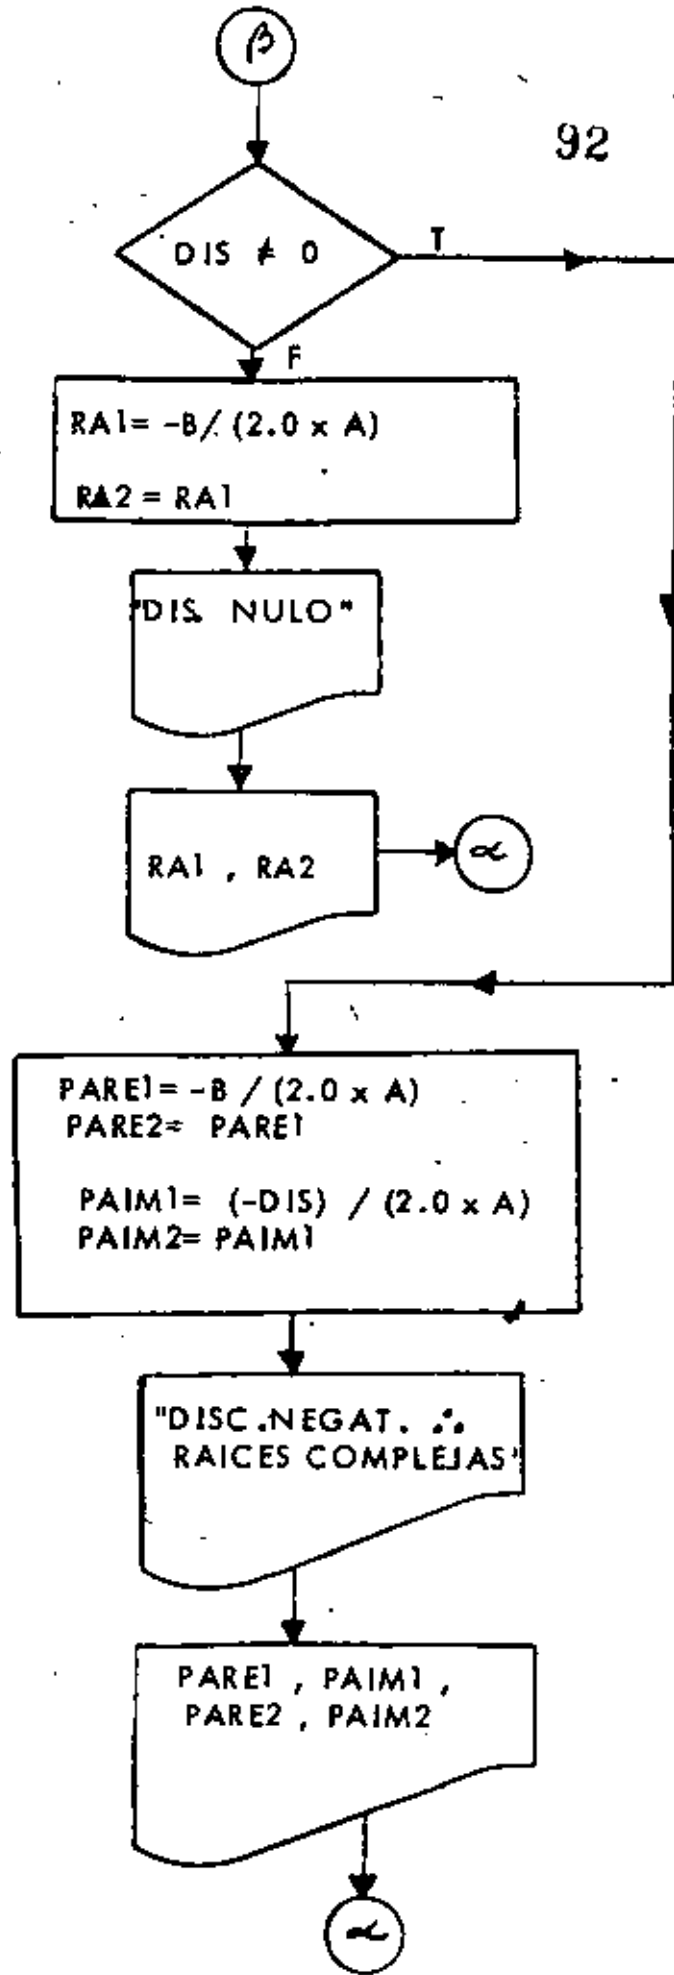 β
92
DIS ≠ 0
T
F
RA1= -B/(2.0 x A)
RA2 = RA1
"DIS. NULO"
RA1 , RA2
α
PARE1= -B / (2.0 x A)
PARE2= PARE1
PAIM1= (-DIS) / (2.0 x A)
PAIM2= PAIM1
"DISC.NEGAT. ∴
RAICES COMPLEJAS"
PARE1 , PAIM1 ,
PARE2 , PAIM2
α